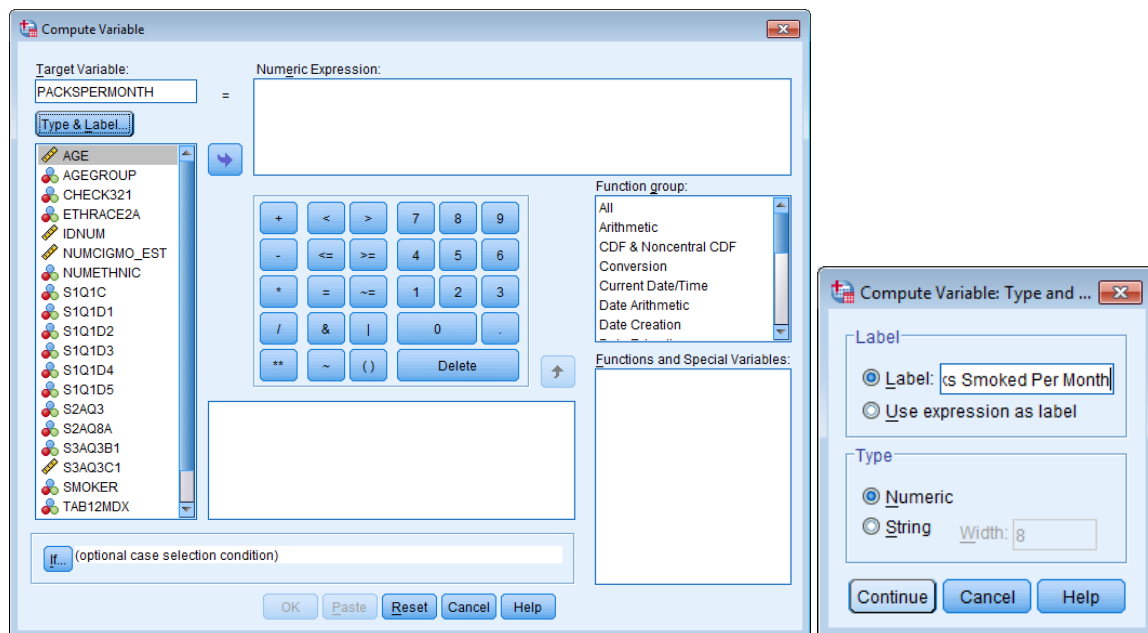 Compute Variable
Target Variable:
PACKSPERMONTH
=
Numeric Expression:
Type & Label...
AGE
AGEGROUP
CHECK321
ETHRACE2A
IDNUM
NUMCIGMO_EST
NUMETHNIC
S1Q1C
S1Q1D1
S1Q1D2
S1Q1D3
S1Q1D4
S1Q1D5
S2AQ3
S2AQ8A
S3AQ3B1
S3AQ3C1
SMOKER
TAB12MDX
+ < > 7 8 9
- <= >= 4 5 6
* = ~= 1 2 3
/ & | 0 .
** ~ ( ) Delete
Function group:
All
Arithmetic
CDF & Noncentral CDF
Conversion
Current Date/Time
Date Arithmetic
Date Creation
Functions and Special Variables:
If... (optional case selection condition)
OK Paste Reset Cancel Help
Compute Variable: Type and ...
Label
Label: ks Smoked Per Month
Use expression as label
Type
Numeric
String Width: 8
Continue Cancel Help